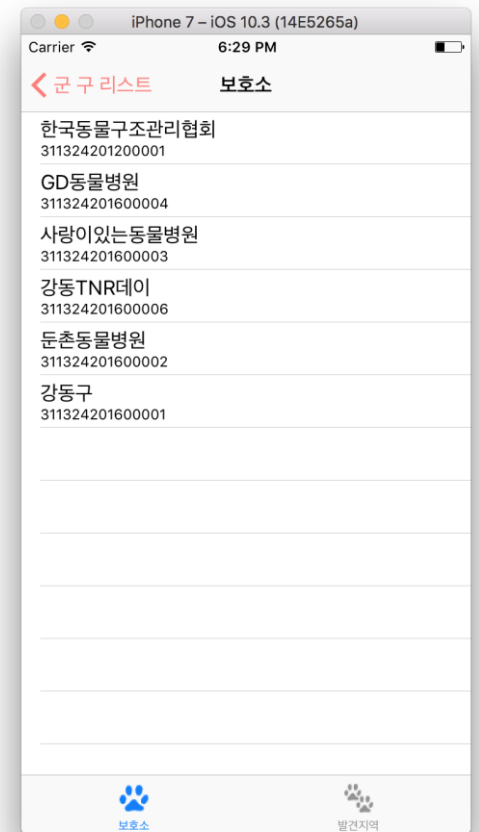 iPhone 7 – iOS 10.3 (14E5265a)
Carrier 6:29 PM
군 구 리스트 보호소
한국동물구조관리협회
311324201200001
GD동물병원
311324201600004
사랑이있는동물병원
311324201600003
강동TNR데이
311324201600006
둔촌동물병원
311324201600002
강동구
311324201600001
보호소 발견지역